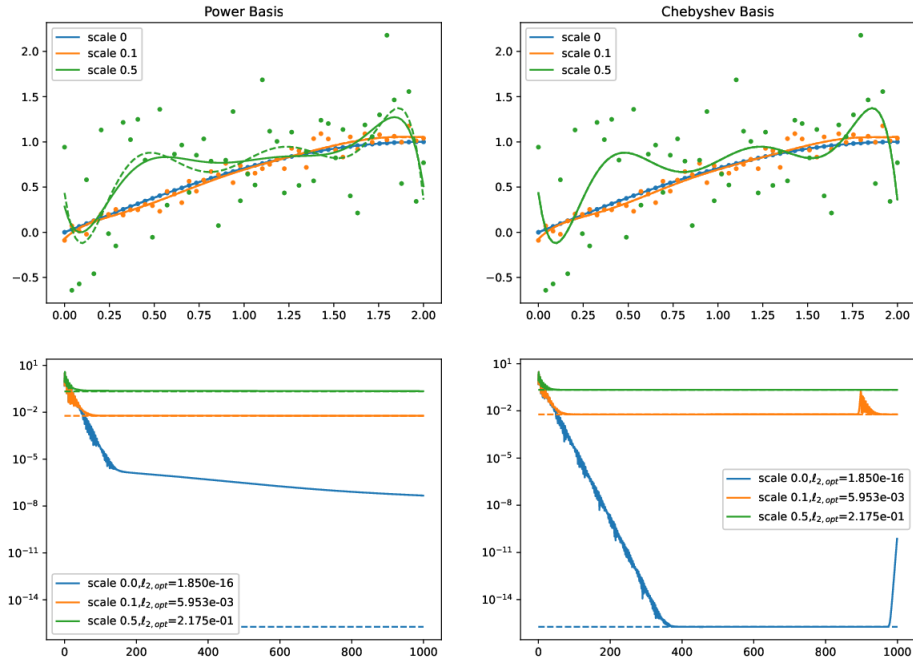 Power Basis
scale 0
scale 0.1
scale 0.5
2.0
1.5
1.0
0.5
0.0
−0.5
0.00 0.25 0.50 0.75 1.00 1.25 1.50 1.75 2.00
Chebyshev Basis
scale 0
scale 0.1
scale 0.5
2.0
1.5
1.0
0.5
0.0
−0.5
0.00 0.25 0.50 0.75 1.00 1.25 1.50 1.75 2.00
10¹
10⁻²
10⁻⁵
10⁻⁸
10⁻¹¹
10⁻¹⁴
scale 0.0,ℓ₂,opt=1.850e-16
scale 0.1,ℓ₂,opt=5.953e-03
scale 0.5,ℓ₂,opt=2.175e-01
0 200 400 600 800 1000
10¹
10⁻²
10⁻⁵
10⁻⁸
10⁻¹¹
10⁻¹⁴
scale 0.0,ℓ₂,opt=1.850e-16
scale 0.1,ℓ₂,opt=5.953e-03
scale 0.5,ℓ₂,opt=2.175e-01
0 200 400 600 800 1000